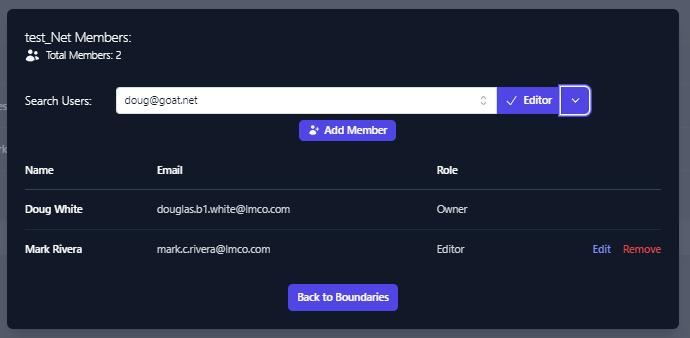 test_Net Members:
Total Members: 2
Search Users: doug@goat.net Editor
Add Member
Name Email Role
Doug White douglas.b1.white@lmco.com Owner
Mark Rivera mark.c.rivera@lmco.com Editor Edit Remove
Back to Boundaries